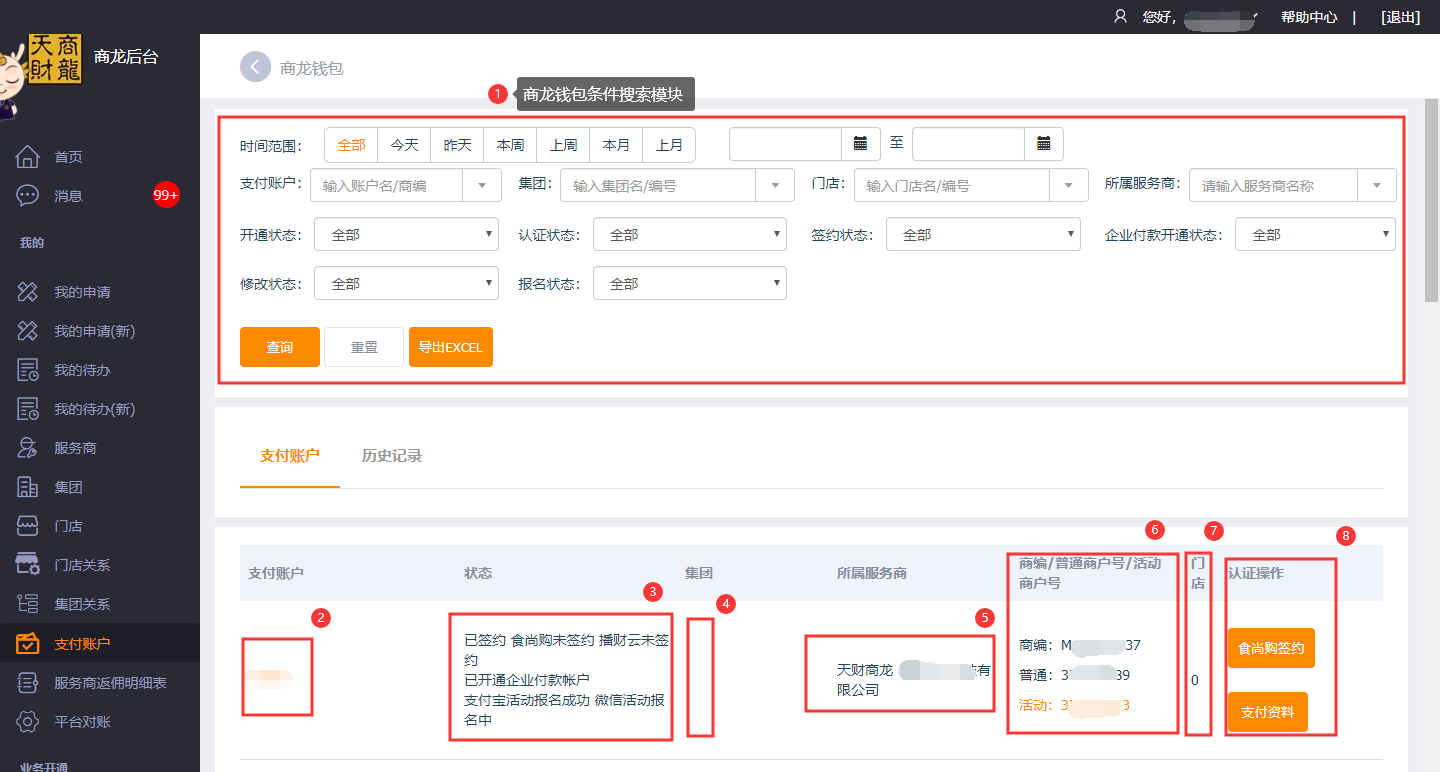 您好, 帮助中心 | [退出]
天商
財龍
商龙后台
首页
消息 99+
我的
我的申请
我的申请(新)
我的待办
我的待办(新)
服务商
集团
门店
门店关系
集团关系
支付账户
服务商返佣明细表
平台对账
业务开通
商龙钱包
1 商龙钱包条件搜索模块
时间范围: 全部 今天 昨天 本周 上周 本月 上月 至
支付账户: 输入账户名/商编 集团: 输入集团名/编号 门店: 输入门店名/编号 所属服务商: 请输入服务商名称
开通状态: 全部 认证状态: 全部 签约状态: 全部 企业付款开通状态: 全部
修改状态: 全部 报名状态: 全部
查询 重置 导出EXCEL
支付账户 历史记录
6 7 8
支付账户 状态 集团 所属服务商 商编/普通商户号/活动
商户号 门
店 认证操作
2 3 4 5
已签约 食尚购未签约 播财云未签
约
已开通企业付款帐户
支付宝活动报名成功 微信活动报
名中
天财商龙 有
限公司
商编: M 37
普通: 3 39
活动: 3 3
0
食尚购签约
支付资料